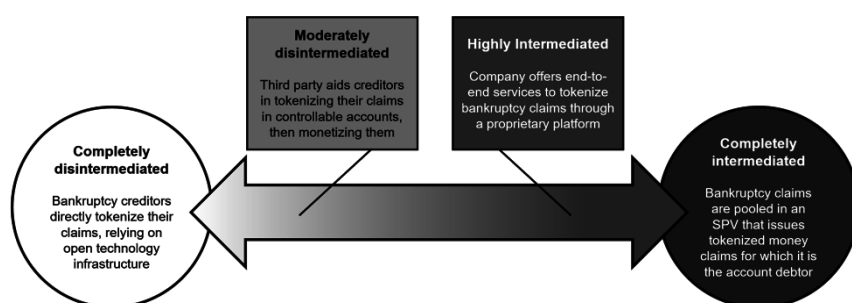 Moderately
disintermediated
Third party aids creditors
in tokenizing their claims
in controllable accounts,
then monetizing them
Highly Intermediated
Company offers end-to-
end services to tokenize
bankruptcy claims through
a proprietary platform
Completely
disintermediated
Bankruptcy creditors
directly tokenize their
claims, relying on
open technology
infrastructure
Completely
intermediated
Bankruptcy claims
are pooled in an
SPV that issues
tokenized money
claims for which it is
the account debtor